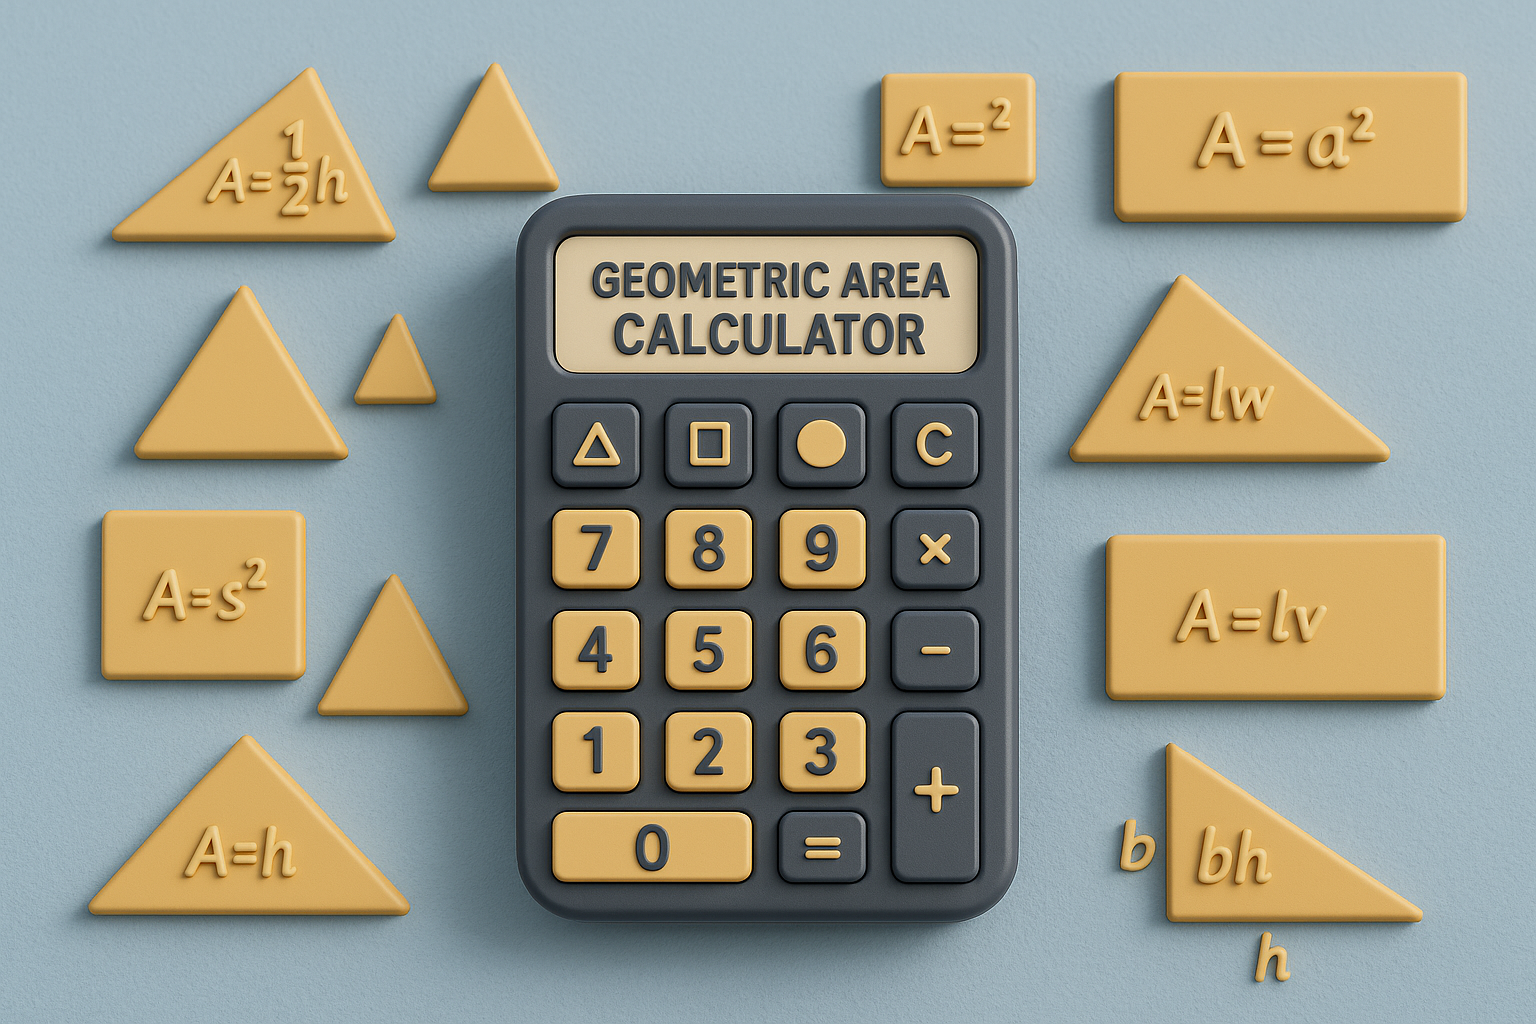 A=½h
A=²
A=a²
GEOMETRIC AREA
CALCULATOR
C
7 8 9 ×
4 5 6 −
1 2 3 +
0 =
A=lw
A=s²
A=lv
A=h
b
bh
h